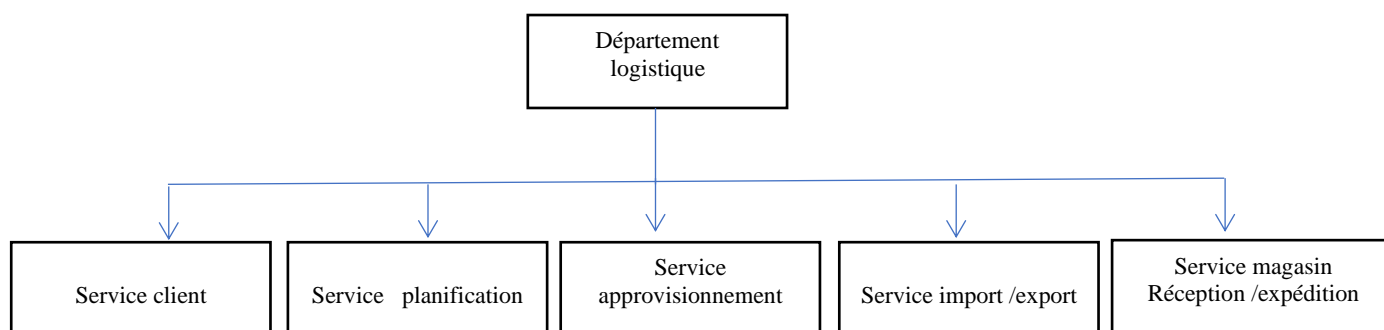 Département
logistique
Service client
Service planification
Service
approvisionnement
Service import /export
Service magasin
Réception /expédition